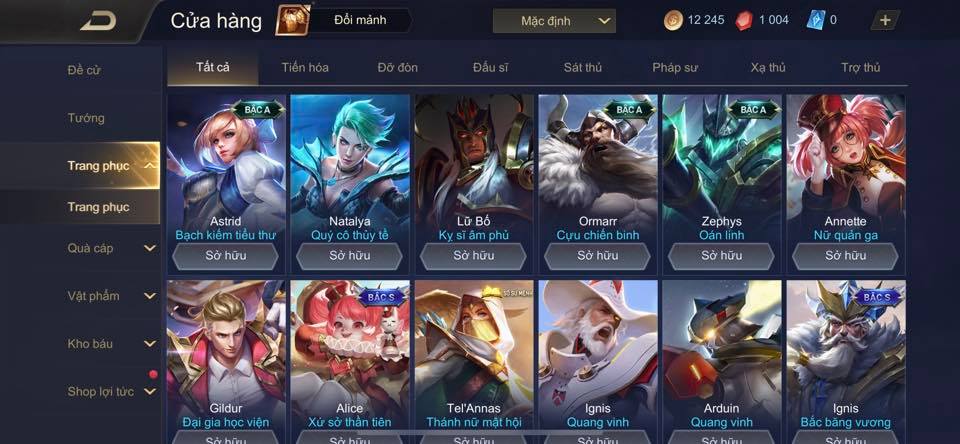 Cửa hàng
Đổi mảnh
Mặc định
12 245
1 004
0
Đề cử
Tướng
Trang phục
Trang phục
Quà cáp
Vật phẩm
Kho báu
Shop lợi tức
Tất cả
Tiến hóa
Đỡ đòn
Đấu sĩ
Sát thủ
Pháp sư
Xạ thủ
Trợ thủ
BẬC A
Astrid
Bạch kiếm tiểu thư
Sở hữu
Natalya
Quý cô thủy tề
Sở hữu
Lữ Bố
Kỵ sĩ âm phủ
Sở hữu
BẬC A
Ormarr
Cựu chiến binh
Sở hữu
BẬC A
Zephys
Oán linh
Sở hữu
Annette
Nữ quản gia
Sở hữu
Gildur
Đại gia học viện
Sở hữu
BẬC S
Alice
Xứ sở thần tiên
Sở hữu
SỔ SỨ MỆNH
Tel'Annas
Thánh nữ mật hội
Sở hữu
Ignis
Quang vinh
Sở hữu
Arduin
Quang vinh
Sở hữu
BẬC S
Ignis
Bắc băng vương
Sở hữu